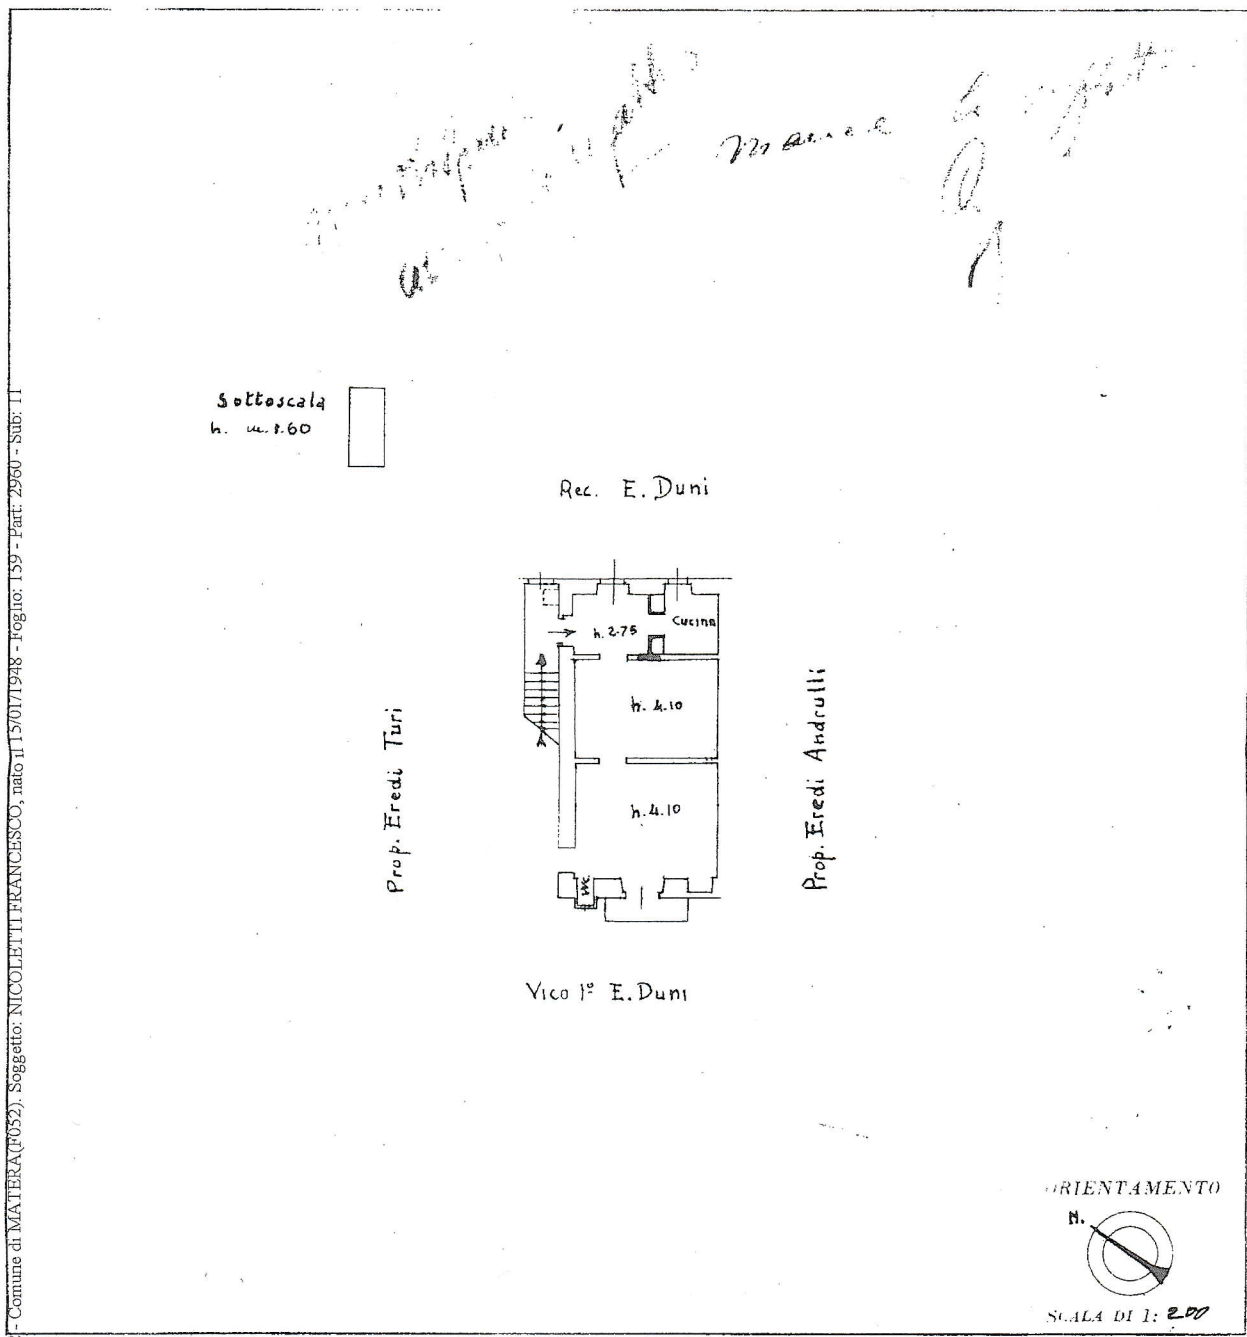 manca
Sottoscala
h. m. 1.60
Rec. E. Duni
Cucina
h. 2.75
h. 4.10
h. 4.10
WC.
Prop. Eredi Turi
Prop. Eredi Andrulli
Vico 1º E. Duni
- Comune di MATERA(F052). Soggetto: NICOLETTI FRANCESCO, nato il 15/01/1948 - Foglio: 159 - Part: 2960 - Sub: 11
ORIENTAMENTO
N.
SCALA DI 1: 200